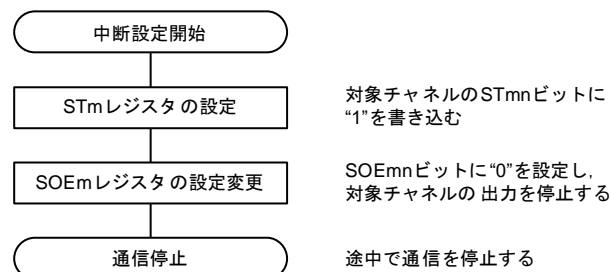 中断設定開始
STmレジスタの設定
対象チャネルのSTmnビットに
“1”を書き込む
SOEmレジスタの設定変更
SOEmnビットに“0”を設定し,
対象チャネルの出力を停止する
通信停止
途中で通信を停止する